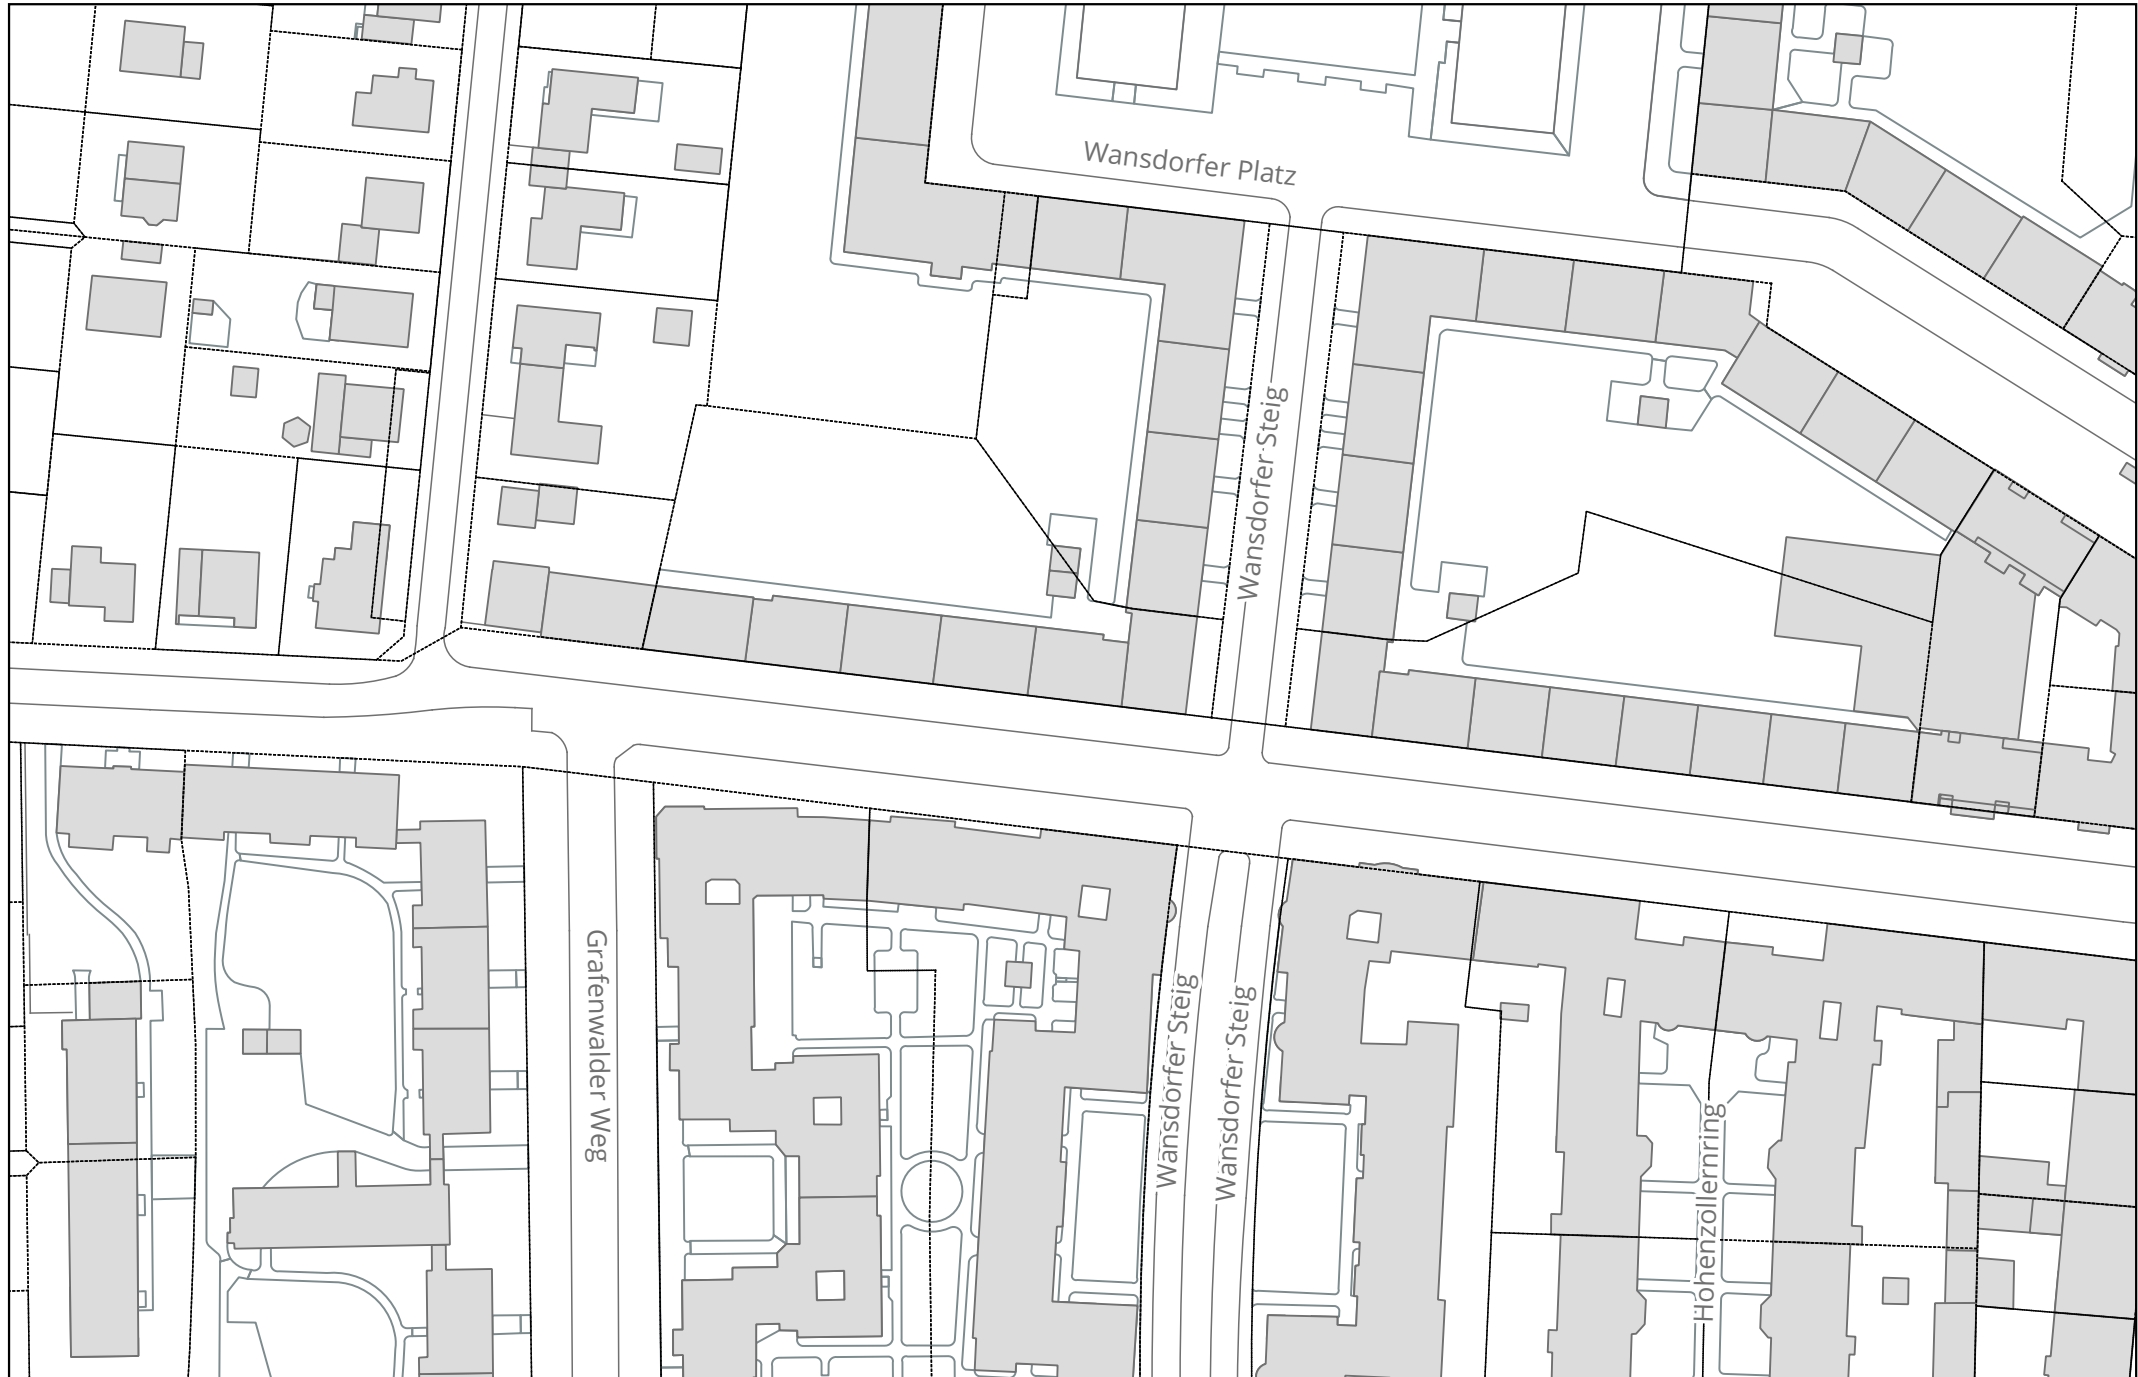 Wansdorfer Platz
Wansdorfer Steig
Grafenwalder Weg
Wansdorfer Steig
Wansdorfer Steig
Hohenzollernring